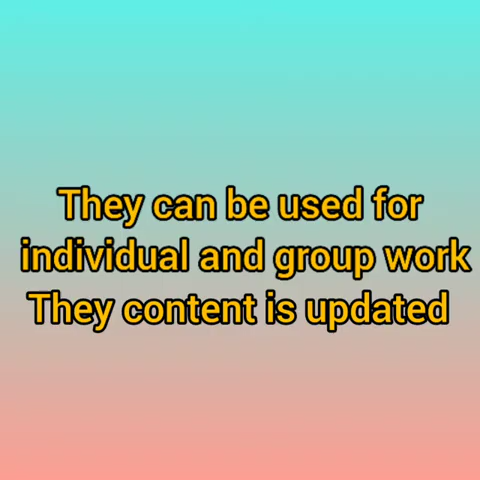 They can be used for
individual and group work
They content is updated